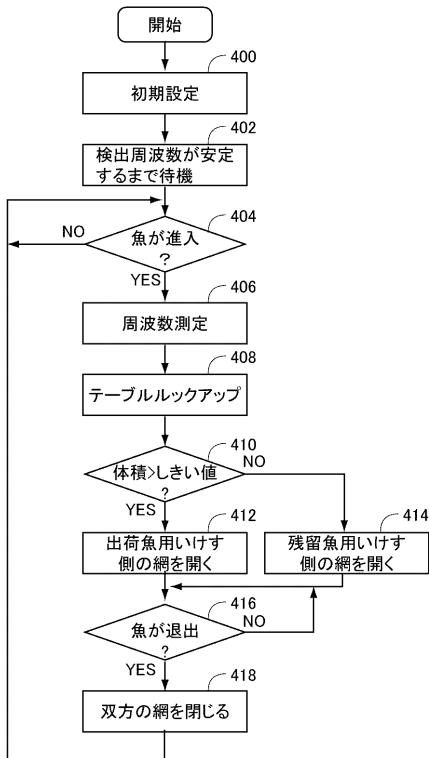 開始
400
初期設定
402
検出周波数が安定
するまで待機
404
NO
魚が進入
?
YES
406
周波数測定
408
テーブルルックアップ
410
体積>しきい値
?
NO
YES
412
出荷魚用いけす
側の網を開く
414
残留魚用いけす
側の網を開く
416
魚が退出
?
NO
YES
418
双方の網を閉じる